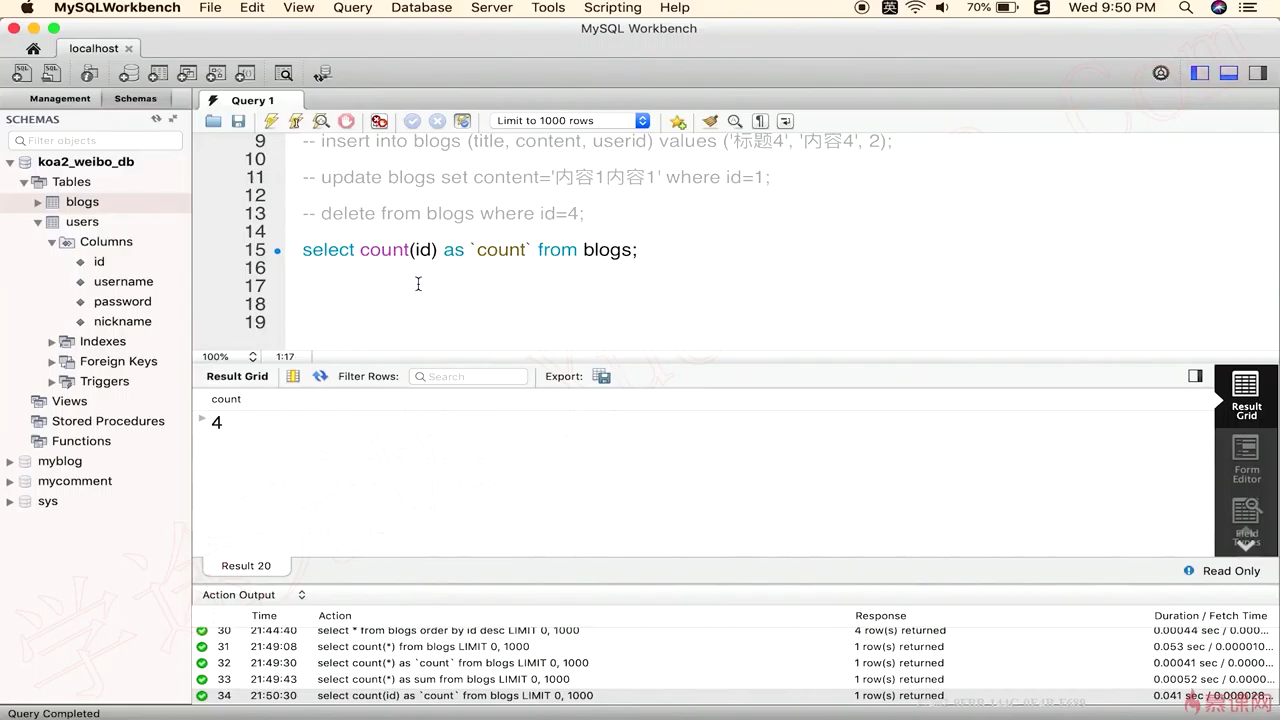 MySQLWorkbench File Edit View Query Database Server Tools Scripting Help 英 70% S Wed 9:50 PM
MySQL Workbench
localhost
Management Schemas Query 1
SCHEMAS
Limit to 1000 rows
Filter objects
koa2_weibo_db
Tables
blogs
users
Columns
id
username
password
nickname
Indexes
Foreign Keys
Triggers
Views
Stored Procedures
Functions
myblog
mycomment
sys
9 -- insert into blogs (title, content, userid) values ('标题4', '内容4', 2);
10
11 -- update blogs set content='内容1内容1' where id=1;
12
13 -- delete from blogs where id=4;
14
15 select count(id) as `count` from blogs;
16
17
18
19
100% 1:17
Result Grid Filter Rows: Search Export:
count
4
Result Grid
Form Editor
Field Types
Result 20
Read Only
Action Output
Time Action Response Duration / Fetch Time
30 21:44:40 select * from blogs order by id desc LIMIT 0, 1000 4 row(s) returned 0.00044 sec / 0.000...
31 21:49:08 select count(*) from blogs LIMIT 0, 1000 1 row(s) returned 0.053 sec / 0.000010...
32 21:49:30 select count(*) as `count` from blogs LIMIT 0, 1000 1 row(s) returned 0.00041 sec / 0.0000...
33 21:49:43 select count(*) as sum from blogs LIMIT 0, 1000 1 row(s) returned 0.00052 sec / 0.0000...
34 21:50:30 select count(id) as `count` from blogs LIMIT 0, 1000 1 row(s) returned 0.041 sec / 0.000028...
Query Completed
慕课网